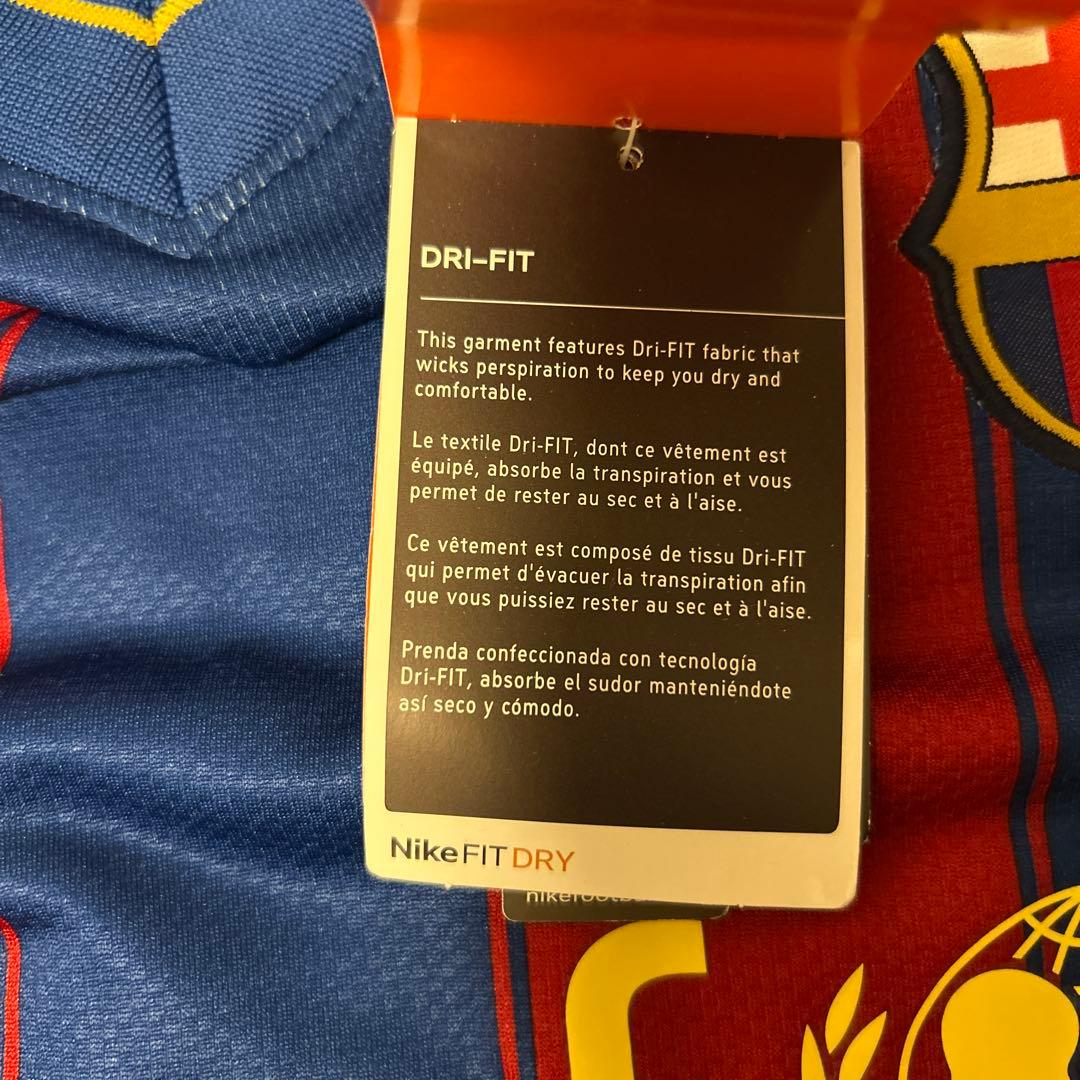 DRI–FIT
This garment features Dri-FIT fabric that
wicks perspiration to keep you dry and
comfortable.
Le textile Dri-FIT, dont ce vêtement est
équipé, absorbe la transpiration et vous
permet de rester au sec et à l'aise.
Ce vêtement est composé de tissu Dri-FIT
qui permet d'évacuer la transpiration afin
que vous puissiez rester au sec et à l'aise.
Prenda confeccionada con tecnología
Dri-FIT, absorbe el sudor manteniéndote
así seco y cómodo.
NikeFIT DRY